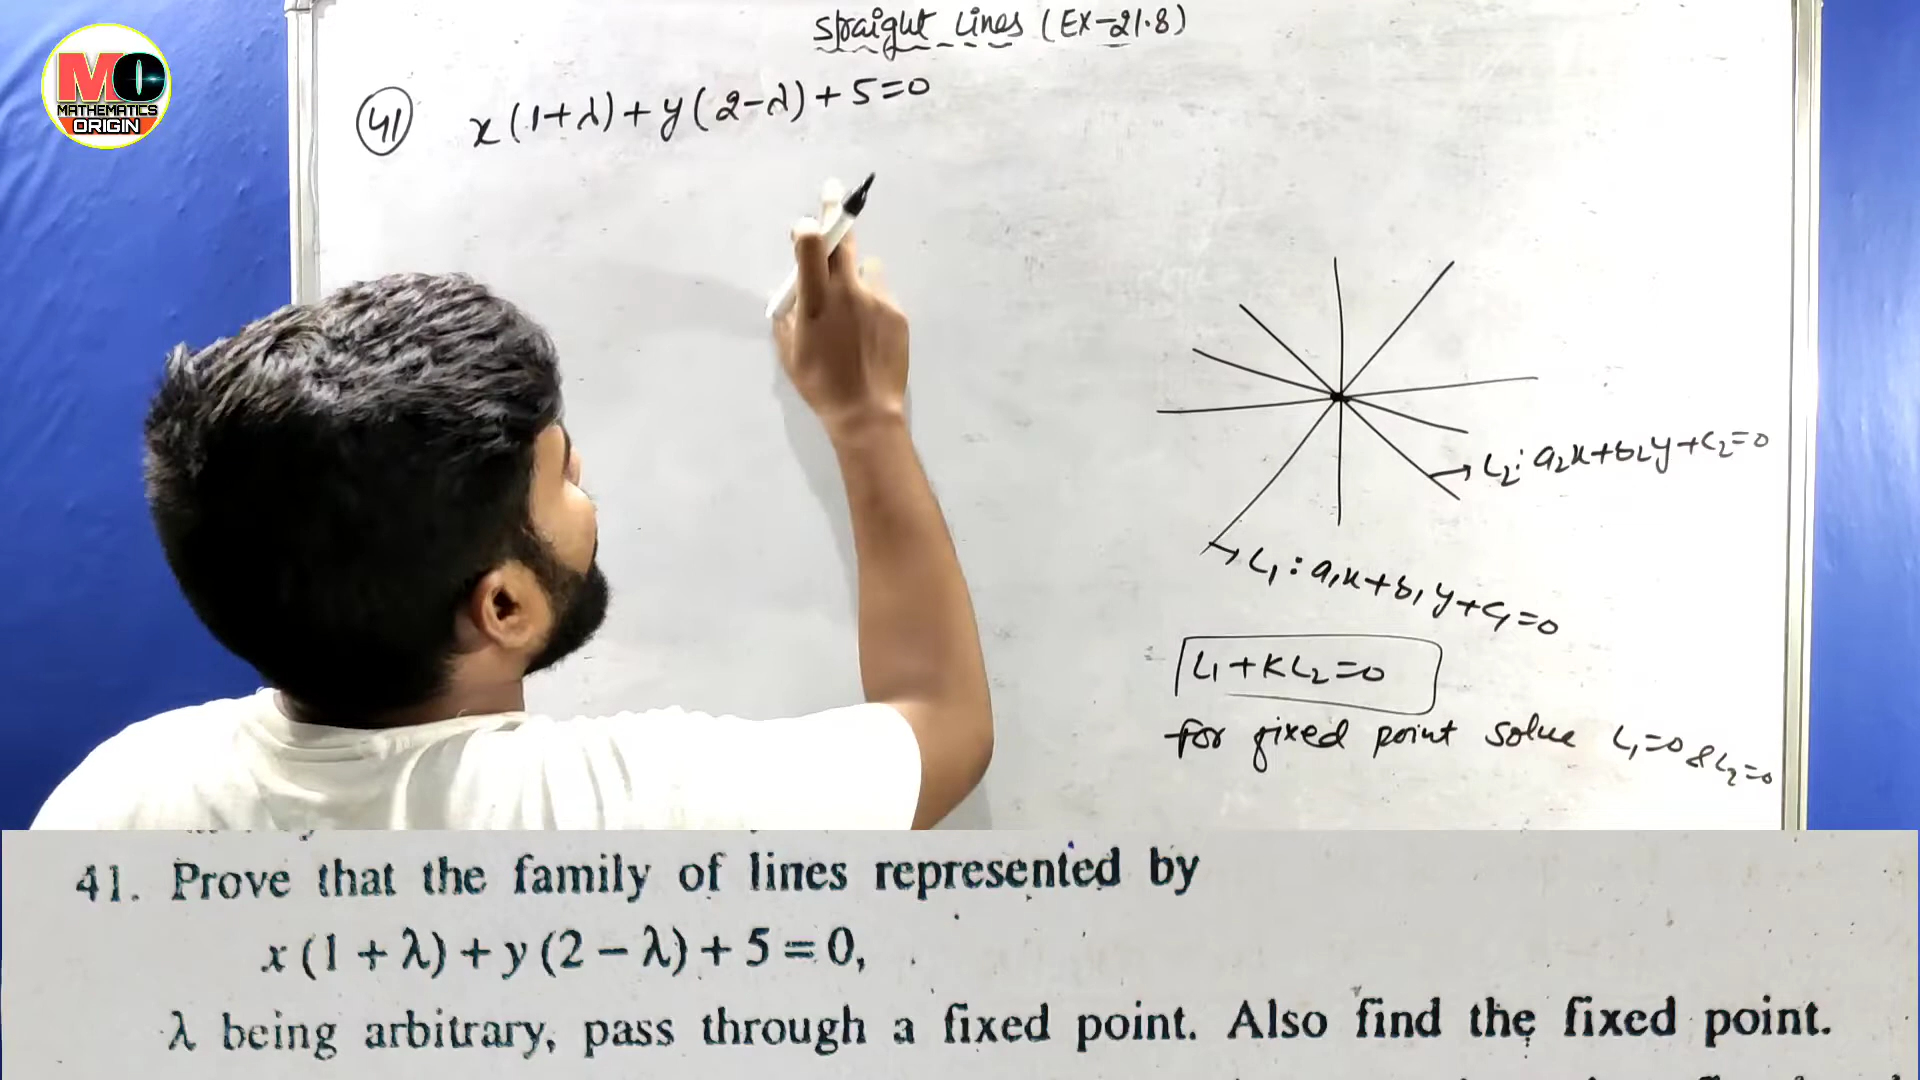 MO
MATHEMATICS
ORIGIN
Straight Lines (EX-21.8)
41 x(1+λ)+y(2-λ)+5=0
L₂: a₂x+b₂y+c₂=0
L₁: a₁x+b₁y+c₁=0
L₁+KL₂=0
for fixed point solve L₁=0 & L₂=0
41. Prove that the family of lines represented by
x (1 + λ) + y (2 − λ) + 5 = 0,
λ being arbitrary, pass through a fixed point. Also find the fixed point.